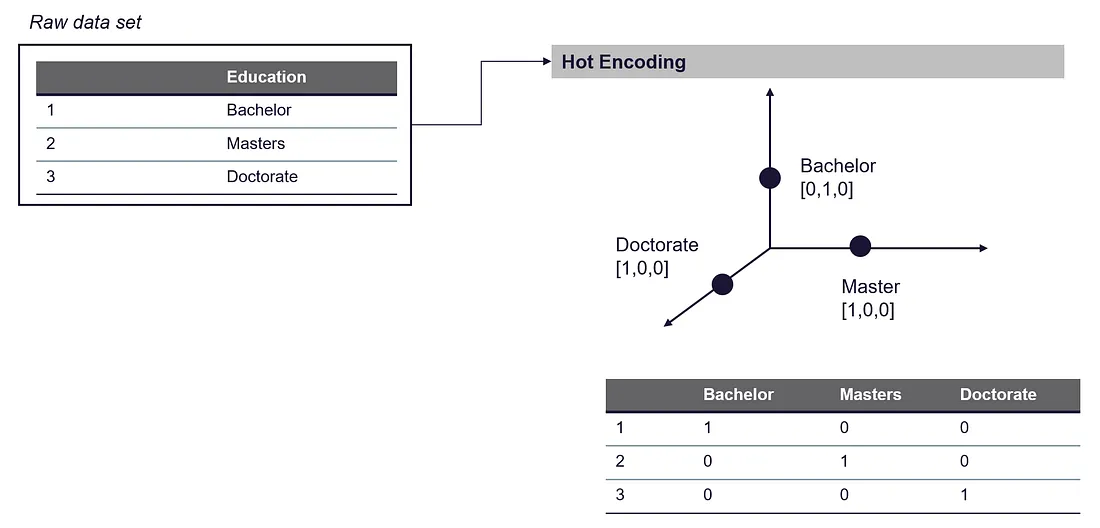 Raw data set
Education
1 Bachelor
2 Masters
3 Doctorate
Hot Encoding
Bachelor
[0,1,0]
Doctorate
[1,0,0]
Master
[1,0,0]
Bachelor Masters Doctorate
1 1 0 0
2 0 1 0
3 0 0 1